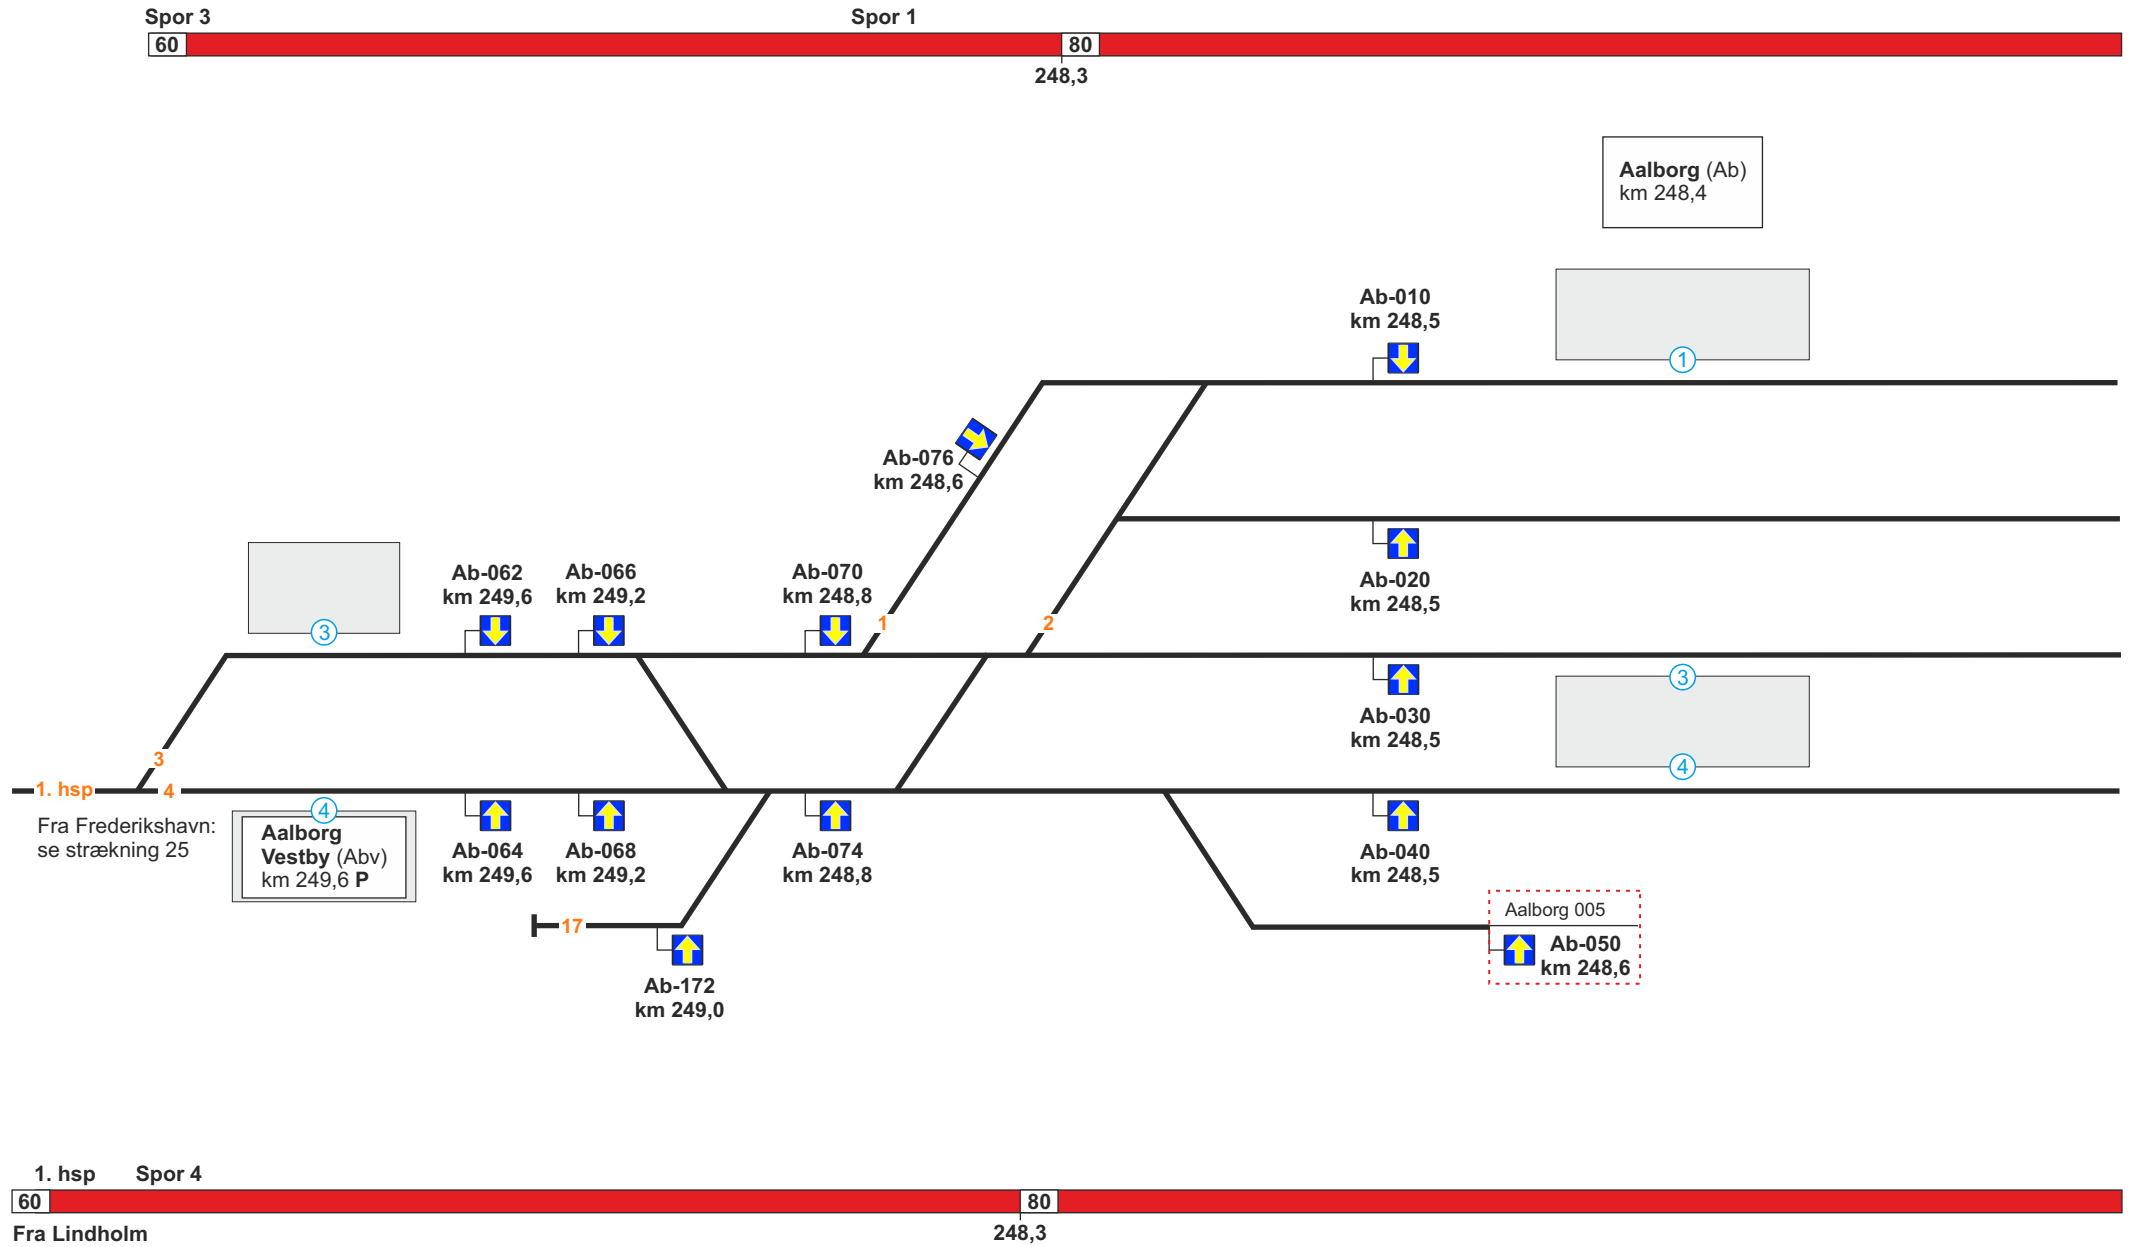 Spor 3
Spor 1
60
80
248,3
Aalborg (Ab)
km 248,4
Ab-010
km 248,5
1
Ab-076
km 248,6
Ab-062
km 249,6
Ab-066
km 249,2
Ab-070
km 248,8
Ab-020
km 248,5
3
1
2
3
Ab-030
km 248,5
3
4
1. hsp
4
4
Fra Frederikshavn:
se strækning 25
Aalborg
Vestby (Abv)
km 249,6 P
Ab-064
km 249,6
Ab-068
km 249,2
Ab-074
km 248,8
Ab-040
km 248,5
17
Aalborg 005
Ab-050
km 248,6
Ab-172
km 249,0
1. hsp
Spor 4
60
80
Fra Lindholm
248,3